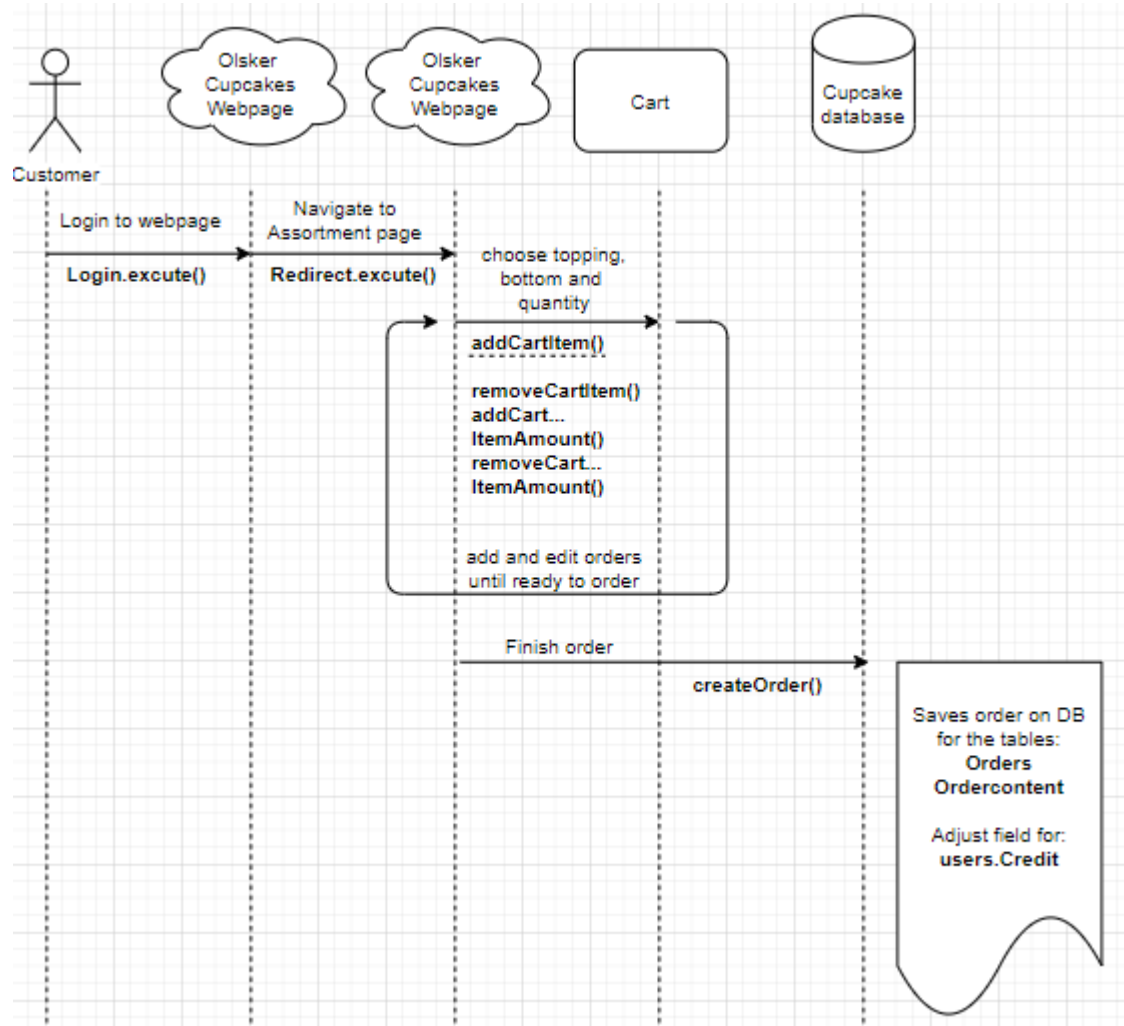 Olsker
Cupcakes
Webpage
Olsker
Cupcakes
Webpage
Cart
Cupcake
database
Customer
Login to webpage
Login.excute()
Navigate to
Assortment page
Redirect.excute()
choose topping,
bottom and
quantity
addCartItem()
removeCartItem()
addCart...
ItemAmount()
removeCart...
ItemAmount()
add and edit orders
until ready to order
Finish order
createOrder()
Saves order on DB
for the tables:
Orders
Ordercontent
Adjust field for:
users.Credit